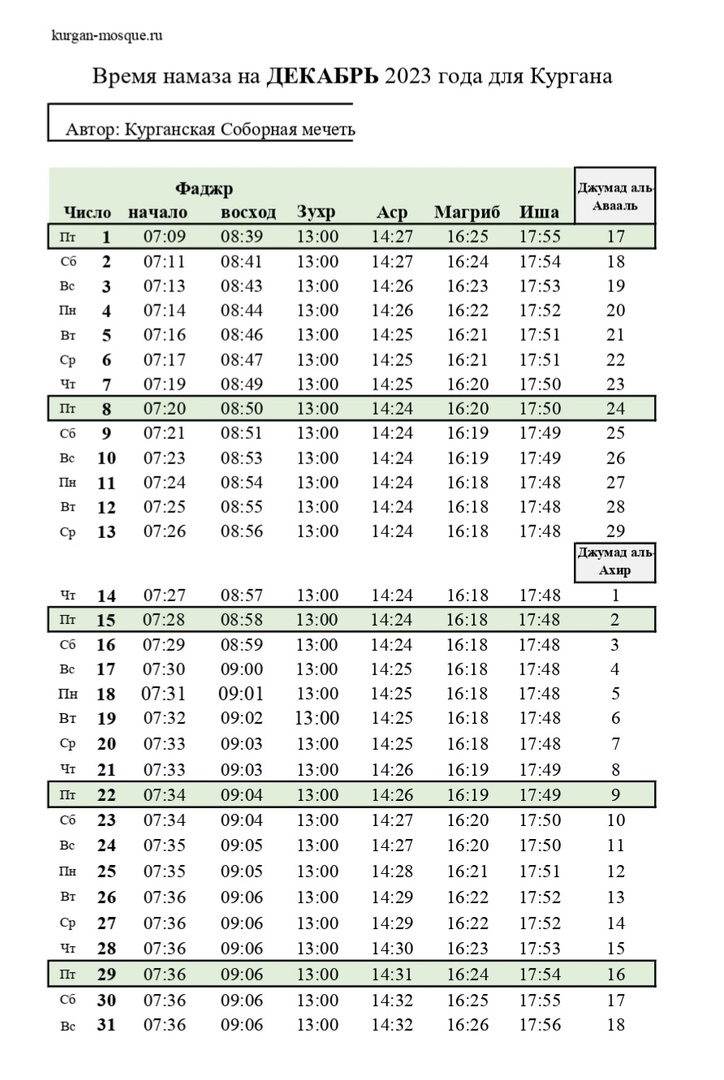 kurgan-mosque.ru
Время намаза на ДЕКАБРЬ 2023 года для Кургана
Автор: Курганская Соборная мечеть
Фаджр Джумад аль-
Число начало восход Зухр Аср Магриб Иша Авааль
Пт 1 07:09 08:39 13:00 14:27 16:25 17:55 17
Сб 2 07:11 08:41 13:00 14:27 16:24 17:54 18
Вс 3 07:13 08:43 13:00 14:26 16:23 17:53 19
Пн 4 07:14 08:44 13:00 14:26 16:22 17:52 20
Вт 5 07:16 08:46 13:00 14:25 16:21 17:51 21
Ср 6 07:17 08:47 13:00 14:25 16:21 17:51 22
Чт 7 07:19 08:49 13:00 14:25 16:20 17:50 23
Пт 8 07:20 08:50 13:00 14:24 16:20 17:50 24
Сб 9 07:21 08:51 13:00 14:24 16:19 17:49 25
Вс 10 07:23 08:53 13:00 14:24 16:19 17:49 26
Пн 11 07:24 08:54 13:00 14:24 16:18 17:48 27
Вт 12 07:25 08:55 13:00 14:24 16:18 17:48 28
Ср 13 07:26 08:56 13:00 14:24 16:18 17:48 29
Джумад аль-
Ахир
Чт 14 07:27 08:57 13:00 14:24 16:18 17:48 1
Пт 15 07:28 08:58 13:00 14:24 16:18 17:48 2
Сб 16 07:29 08:59 13:00 14:24 16:18 17:48 3
Вс 17 07:30 09:00 13:00 14:25 16:18 17:48 4
Пн 18 07:31 09:01 13:00 14:25 16:18 17:48 5
Вт 19 07:32 09:02 13:00 14:25 16:18 17:48 6
Ср 20 07:33 09:03 13:00 14:25 16:18 17:48 7
Чт 21 07:33 09:03 13:00 14:26 16:19 17:49 8
Пт 22 07:34 09:04 13:00 14:26 16:19 17:49 9
Сб 23 07:34 09:04 13:00 14:27 16:20 17:50 10
Вс 24 07:35 09:05 13:00 14:27 16:20 17:50 11
Пн 25 07:35 09:05 13:00 14:28 16:21 17:51 12
Вт 26 07:36 09:06 13:00 14:29 16:22 17:52 13
Ср 27 07:36 09:06 13:00 14:29 16:22 17:52 14
Чт 28 07:36 09:06 13:00 14:30 16:23 17:53 15
Пт 29 07:36 09:06 13:00 14:31 16:24 17:54 16
Сб 30 07:36 09:06 13:00 14:32 16:25 17:55 17
Вс 31 07:36 09:06 13:00 14:32 16:26 17:56 18